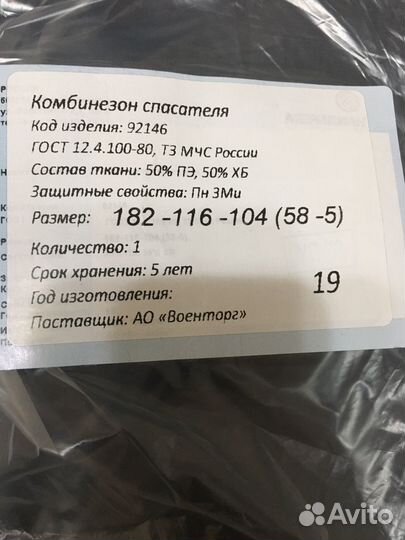 Комбинезон спасателя
Код изделия: 92146
ГОСТ 12.4.100-80, ТЗ МЧС России
Состав ткани: 50% ПЭ, 50% ХБ
Защитные свойства: Пн ЗМи
Размер: 182 -116 -104 (58 -5)
Количество: 1
Срок хранения: 5 лет
Год изготовления: 19
Поставщик: АО «Военторг»
Avito